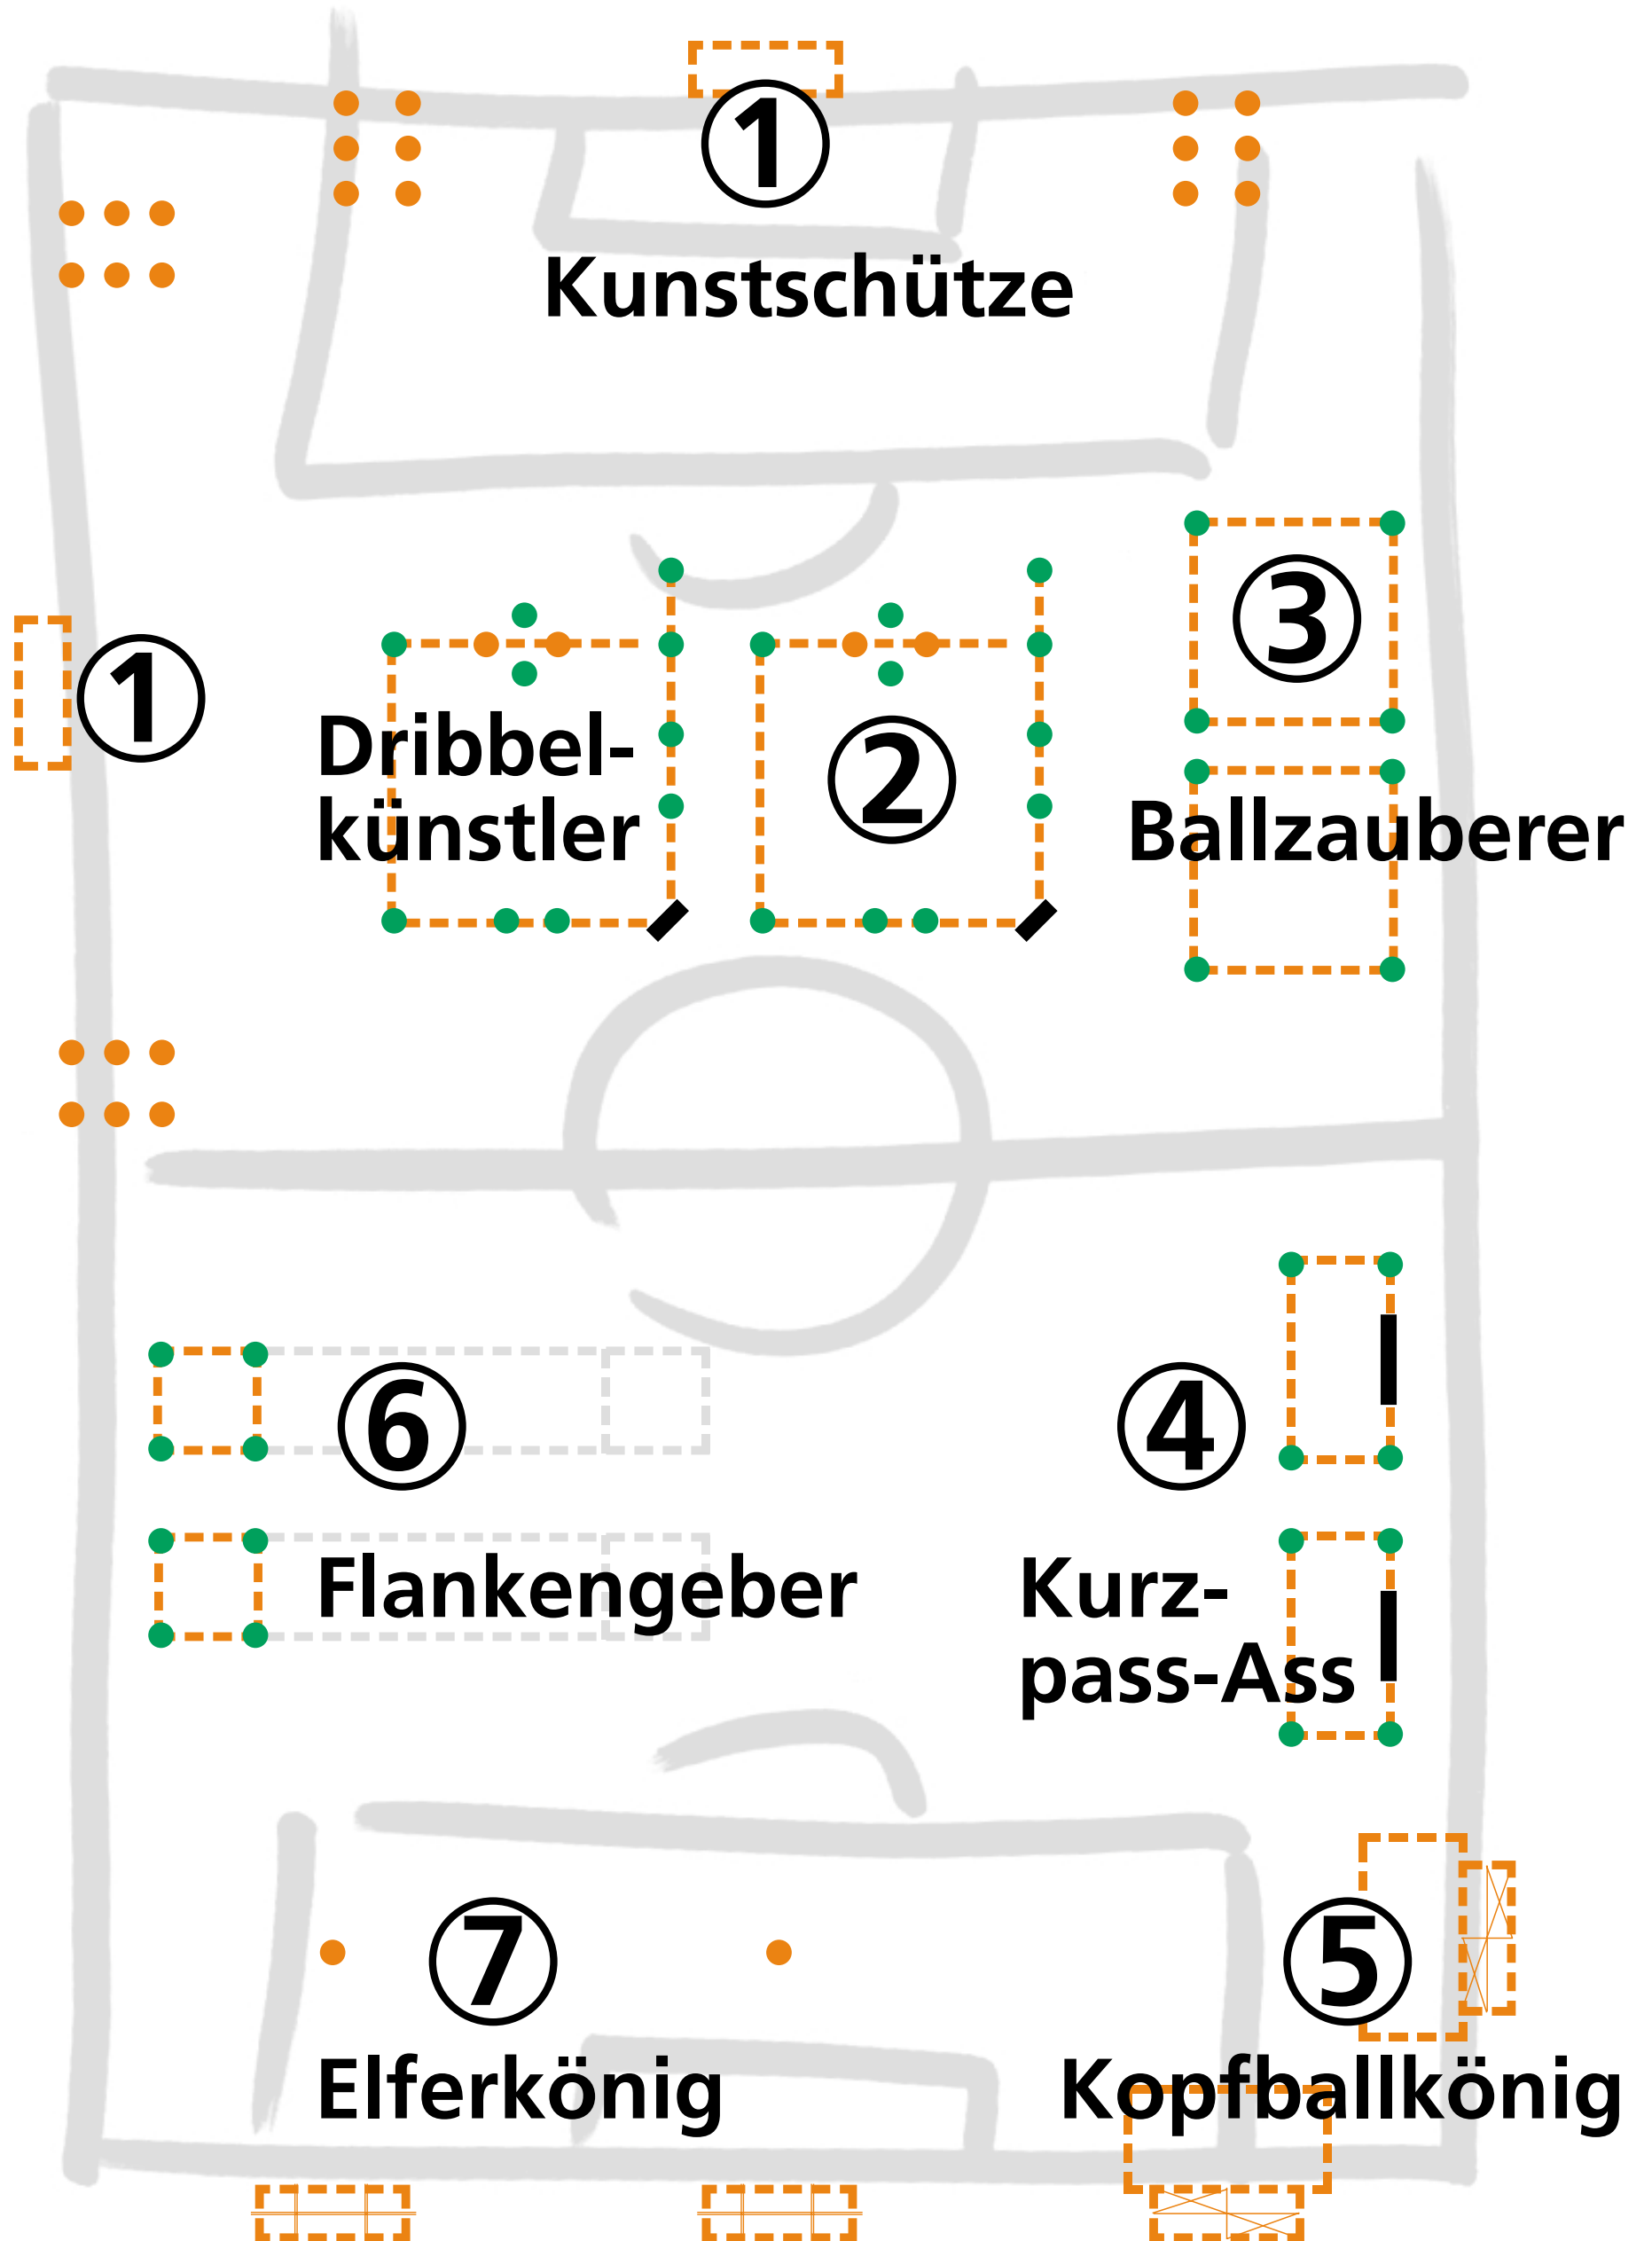 ①
Kunstschütze
③
①
Dribbel-
künstler
②
Ballzauberer
⑥
④
Flankengeber
Kurz-
pass-Ass
⑦
⑤
Elferkönig
Kopfballkönig